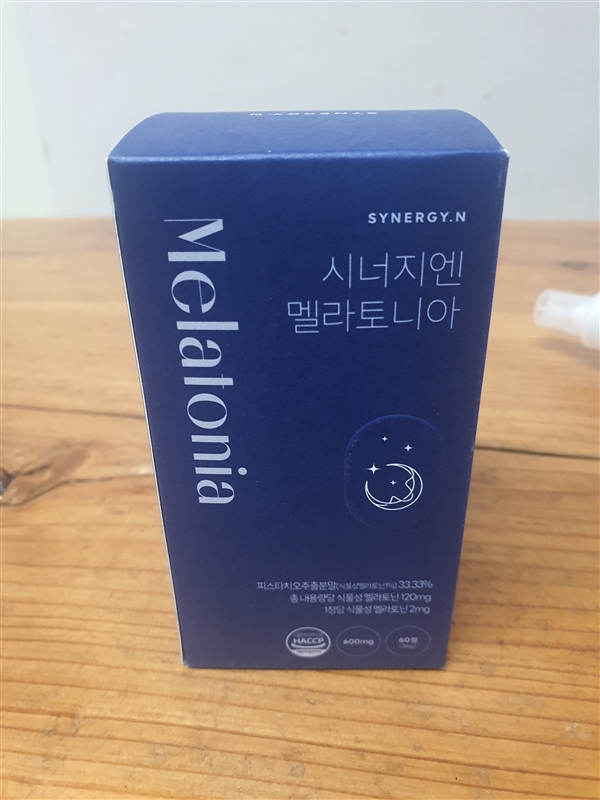 SYNERGY.N
SYNERGY.N
시너지엔
멜라토니아
Melatonia
피스타치오추출분말(식물성멜라토닌1%) 33.33%
총 내용량당 식물성 멜라토닌 120mg
1정당 식물성 멜라토닌 2mg
HACCP
600mg
60정
(36g)